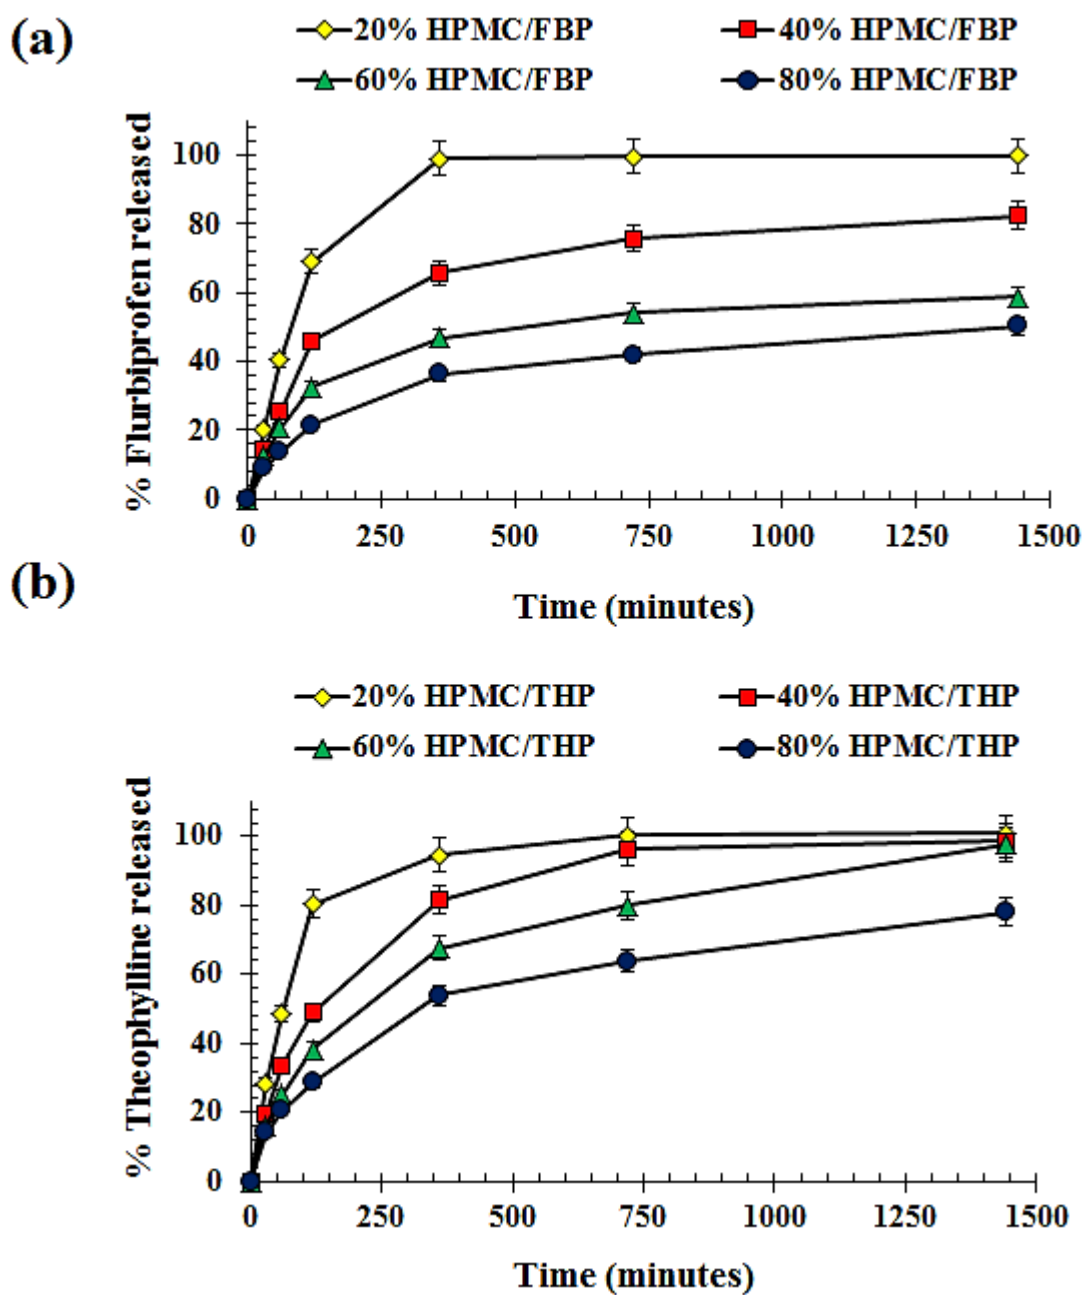 (a)
20% HPMC/FBP 40% HPMC/FBP
60% HPMC/FBP 80% HPMC/FBP
% Flurbiprofen released
100
80
60
40
20
0
0 250 500 750 1000 1250 1500
Time (minutes)
(b)
20% HPMC/THP 40% HPMC/THP
60% HPMC/THP 80% HPMC/THP
% Theophylline released
100
80
60
40
20
0
0 250 500 750 1000 1250 1500
Time (minutes)